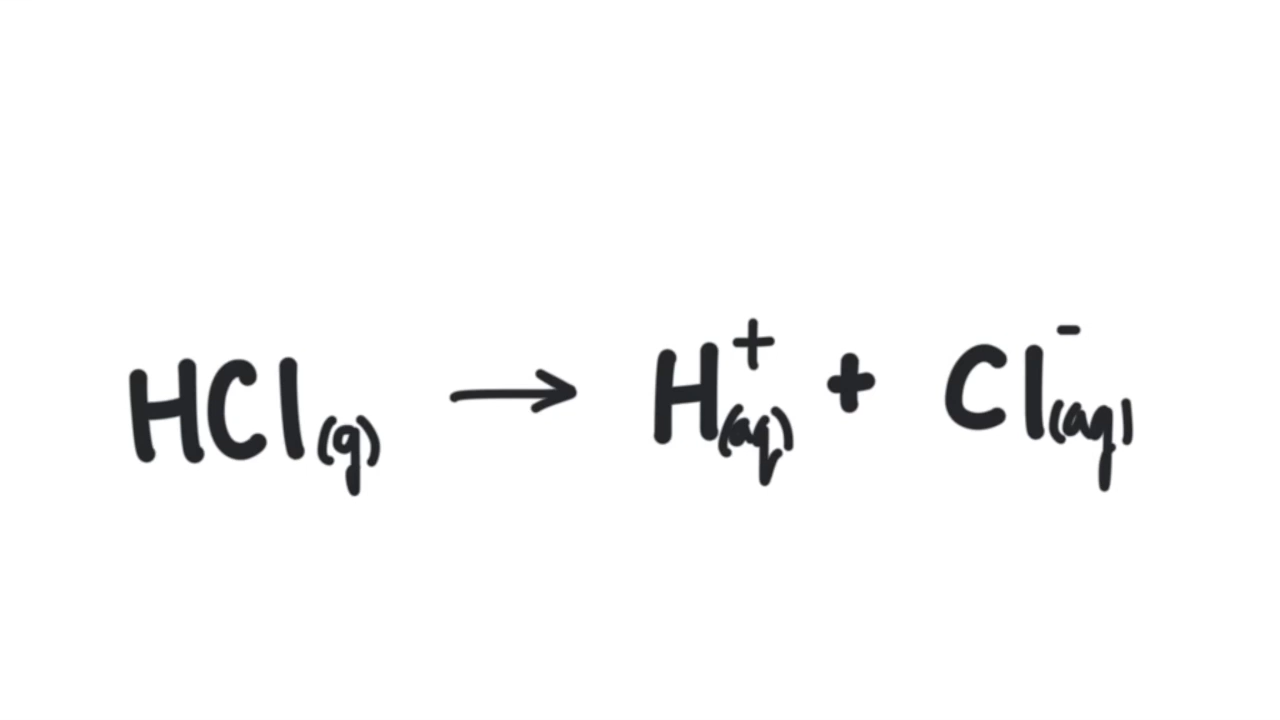 HCl(g) → H⁺(aq) + Cl⁻(aq)